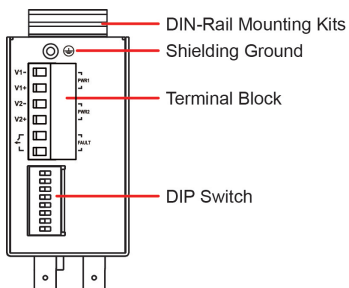 DIN-Rail Mounting Kits
Shielding Ground
V1-
V1+
PWR1
Terminal Block
V2-
V2+
PWR2
FAULT
DIP Switch